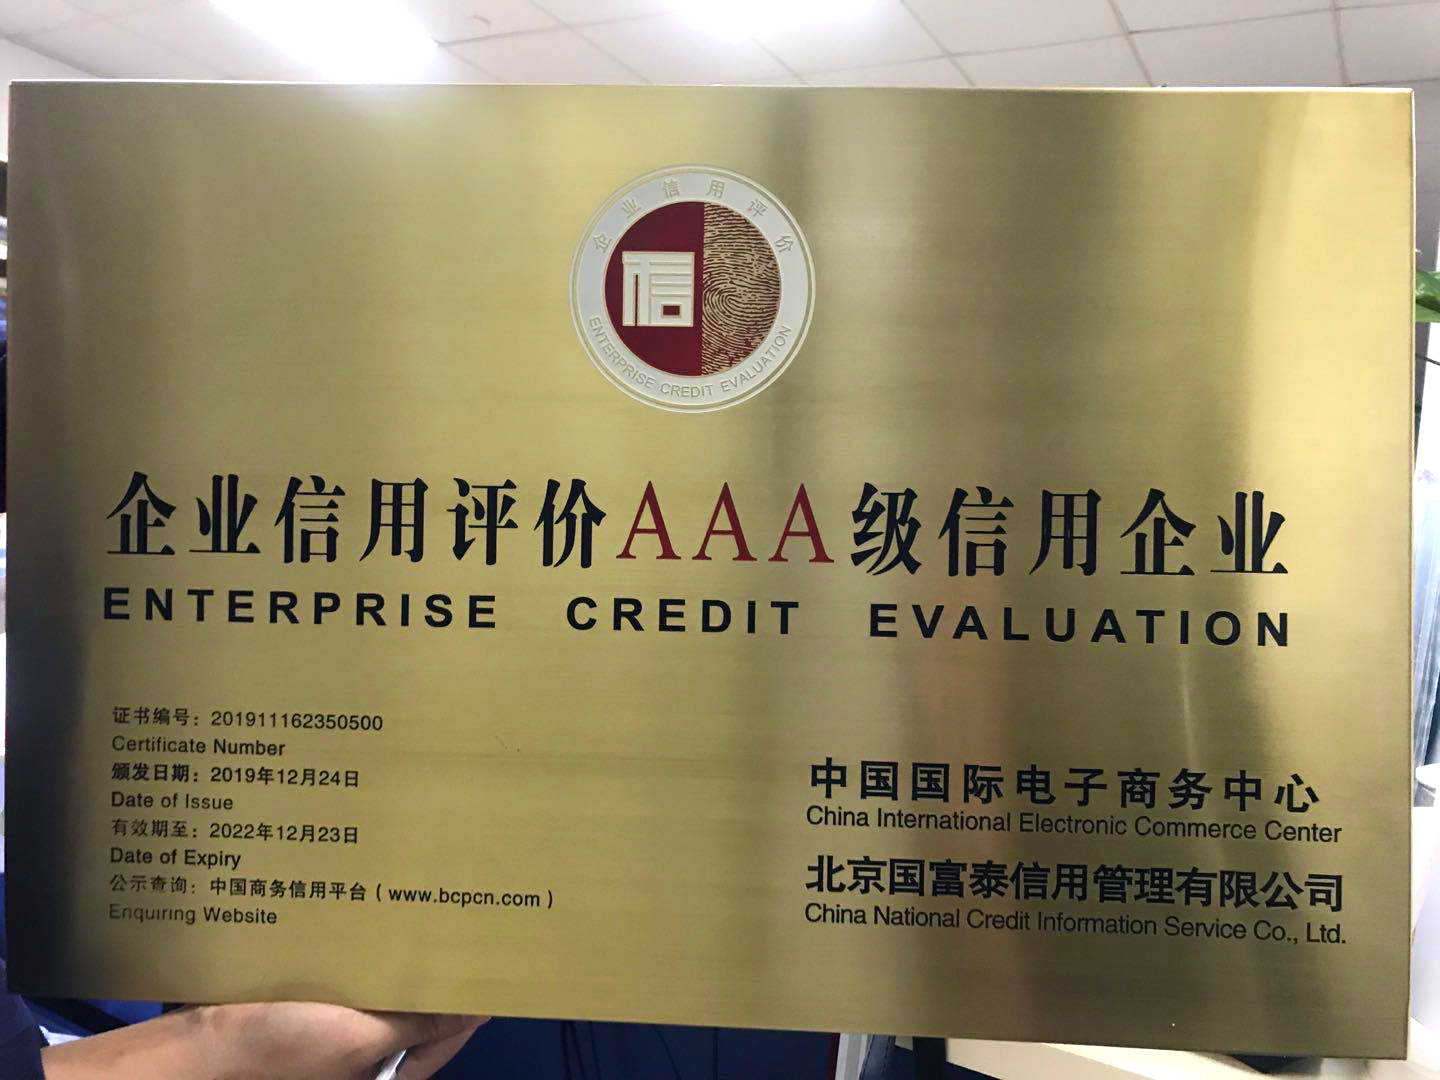 企业信用评价
信
ENTERPRISE CREDIT EVALUATION
企业信用评价AAA级信用企业
ENTERPRISE CREDIT EVALUATION
证书编号：201911162350500
Certificate Number
颁发日期：2019年12月24日
Date of Issue
有效期至：2022年12月23日
Date of Expiry
公示查询：中国商务信用平台（www.bcpcn.com）
Enquiring Website
中国国际电子商务中心
China International Electronic Commerce Center
北京国富泰信用管理有限公司
China National Credit Information Service Co., Ltd.